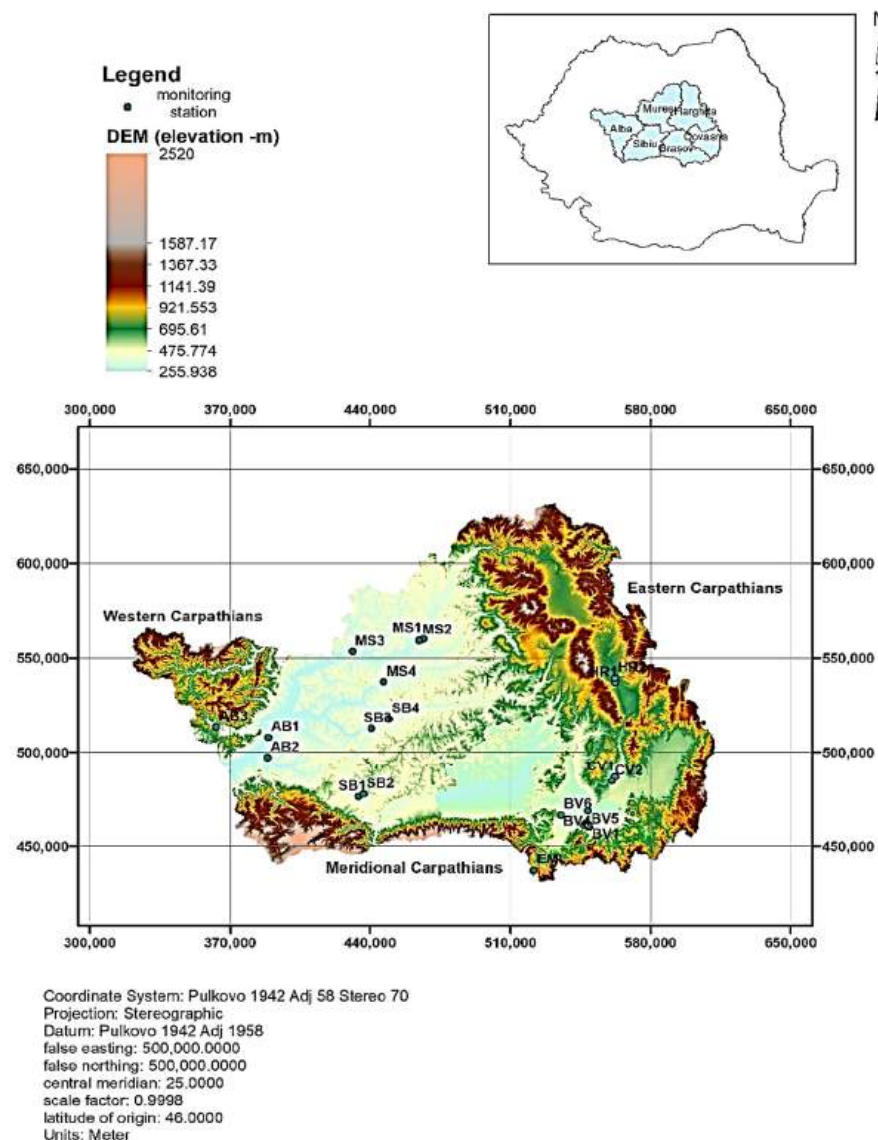 Legend
monitoring
station
DEM (elevation -m)
2520
1587.17
1367.33
1141.39
921.553
695.61
475.774
255.938
Alba
Sibiu
300,000 370,000 440,000 510,000 580,000 650,000
650,000 650,000
600,000 600,000
Eastern Carpathians
Western Carpathians
MS1 MS2
MS3
550,000 550,000
HR1
MS4
AB3
SB4
AB1
500,000 500,000
AB2
CV2
SB1 SB2
BV6
BV5
BV1
450,000 450,000
Meridional Carpathians
300,000 370,000 440,000 510,000 580,000 650,000
Coordinate System: Pulkovo 1942 Adj 58 Stereo 70
Projection: Stereographic
Datum: Pulkovo 1942 Adj 1958
false easting: 500,000.0000
false northing: 500,000.0000
central meridian: 25.0000
scale factor: 0.9998
latitude of origin: 46.0000
Units: Meter